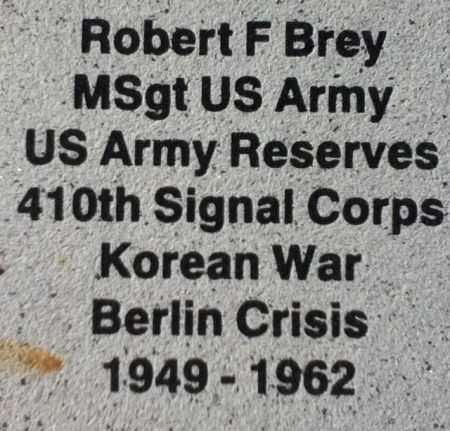 Robert F Brey
MSgt US Army
US Army Reserves
410th Signal Corps
Korean War
Berlin Crisis
1949 - 1962